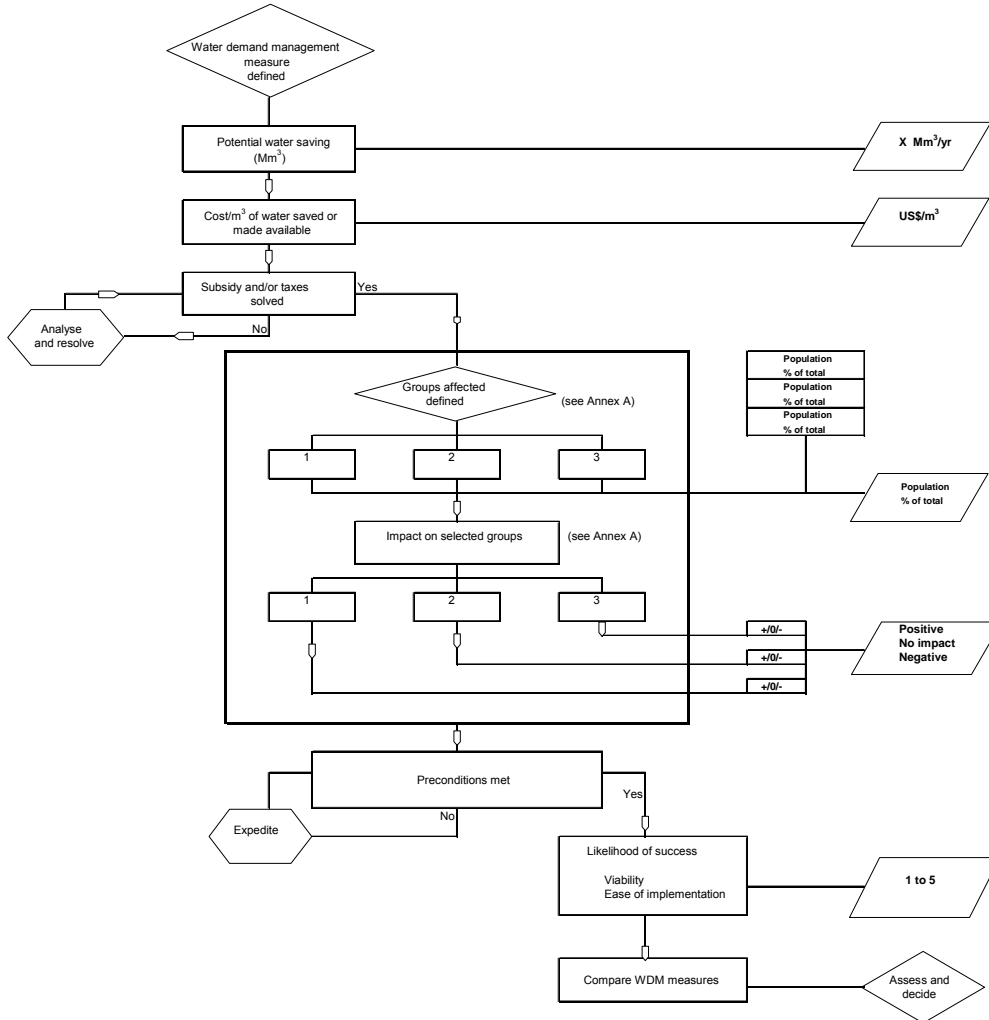 Water demand management
measure
defined
Potential water saving
(Mm³)
X Mm³/yr
Cost/m³ of water saved or
made available
US$/m³
Subsidy and/or taxes
solved
Yes
No
Analyse
and resolve
Groups affected
defined
(see Annex A)
Population
% of total
Population
% of total
Population
% of total
1
2
3
Population
% of total
Impact on selected groups
(see Annex A)
1
2
3
+/0/-
+/0/-
+/0/-
Positive
No impact
Negative
Preconditions met
Yes
No
Expedite
Likelihood of success
Viability
Ease of implementation
1 to 5
Compare WDM measures
Assess and
decide